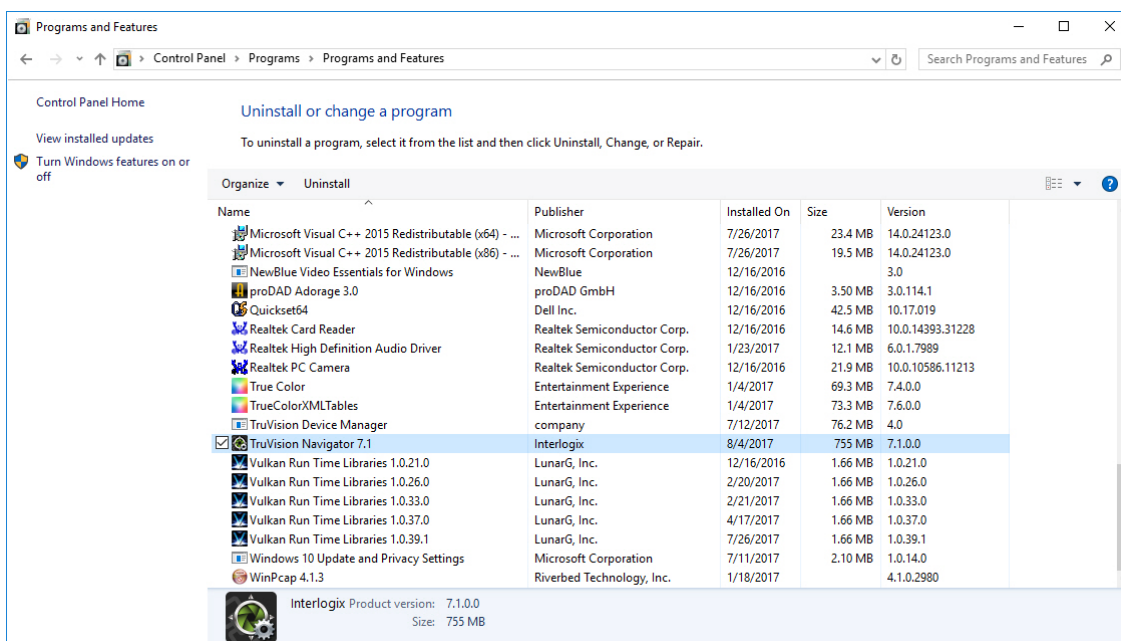 Programs and Features
Control Panel > Programs > Programs and Features
Search Programs and Features
Control Panel Home
View installed updates
Turn Windows features on or
off
Uninstall or change a program
To uninstall a program, select it from the list and then click Uninstall, Change, or Repair.
Organize Uninstall
Name Publisher Installed On Size Version
Microsoft Visual C++ 2015 Redistributable (x64) - ... Microsoft Corporation 7/26/2017 23.4 MB 14.0.24123.0
Microsoft Visual C++ 2015 Redistributable (x86) - ... Microsoft Corporation 7/26/2017 19.5 MB 14.0.24123.0
NewBlue Video Essentials for Windows NewBlue 12/16/2016 3.0
proDAD Adorage 3.0 proDAD GmbH 12/16/2016 3.50 MB 3.0.114.1
Quickset64 Dell Inc. 12/16/2016 42.5 MB 10.17.019
Realtek Card Reader Realtek Semiconductor Corp. 12/16/2016 14.6 MB 10.0.14393.31228
Realtek High Definition Audio Driver Realtek Semiconductor Corp. 1/23/2017 12.1 MB 6.0.1.7989
Realtek PC Camera Realtek Semiconductor Corp. 12/16/2016 21.9 MB 10.0.10586.11213
True Color Entertainment Experience 1/4/2017 69.3 MB 7.4.0.0
TrueColorXMLTables Entertainment Experience 1/4/2017 73.3 MB 7.6.0.0
TruVision Device Manager company 7/12/2017 76.2 MB 4.0
TruVision Navigator 7.1 Interlogix 8/4/2017 755 MB 7.1.0.0
Vulkan Run Time Libraries 1.0.21.0 LunarG, Inc. 12/16/2016 1.66 MB 1.0.21.0
Vulkan Run Time Libraries 1.0.26.0 LunarG, Inc. 2/20/2017 1.66 MB 1.0.26.0
Vulkan Run Time Libraries 1.0.33.0 LunarG, Inc. 2/21/2017 1.66 MB 1.0.33.0
Vulkan Run Time Libraries 1.0.37.0 LunarG, Inc. 4/17/2017 1.66 MB 1.0.37.0
Vulkan Run Time Libraries 1.0.39.1 LunarG, Inc. 7/26/2017 1.66 MB 1.0.39.1
Windows 10 Update and Privacy Settings Microsoft Corporation 7/11/2017 2.10 MB 1.0.14.0
WinPcap 4.1.3 Riverbed Technology, Inc. 1/18/2017 4.1.0.2980
Interlogix Product version: 7.1.0.0
Size: 755 MB